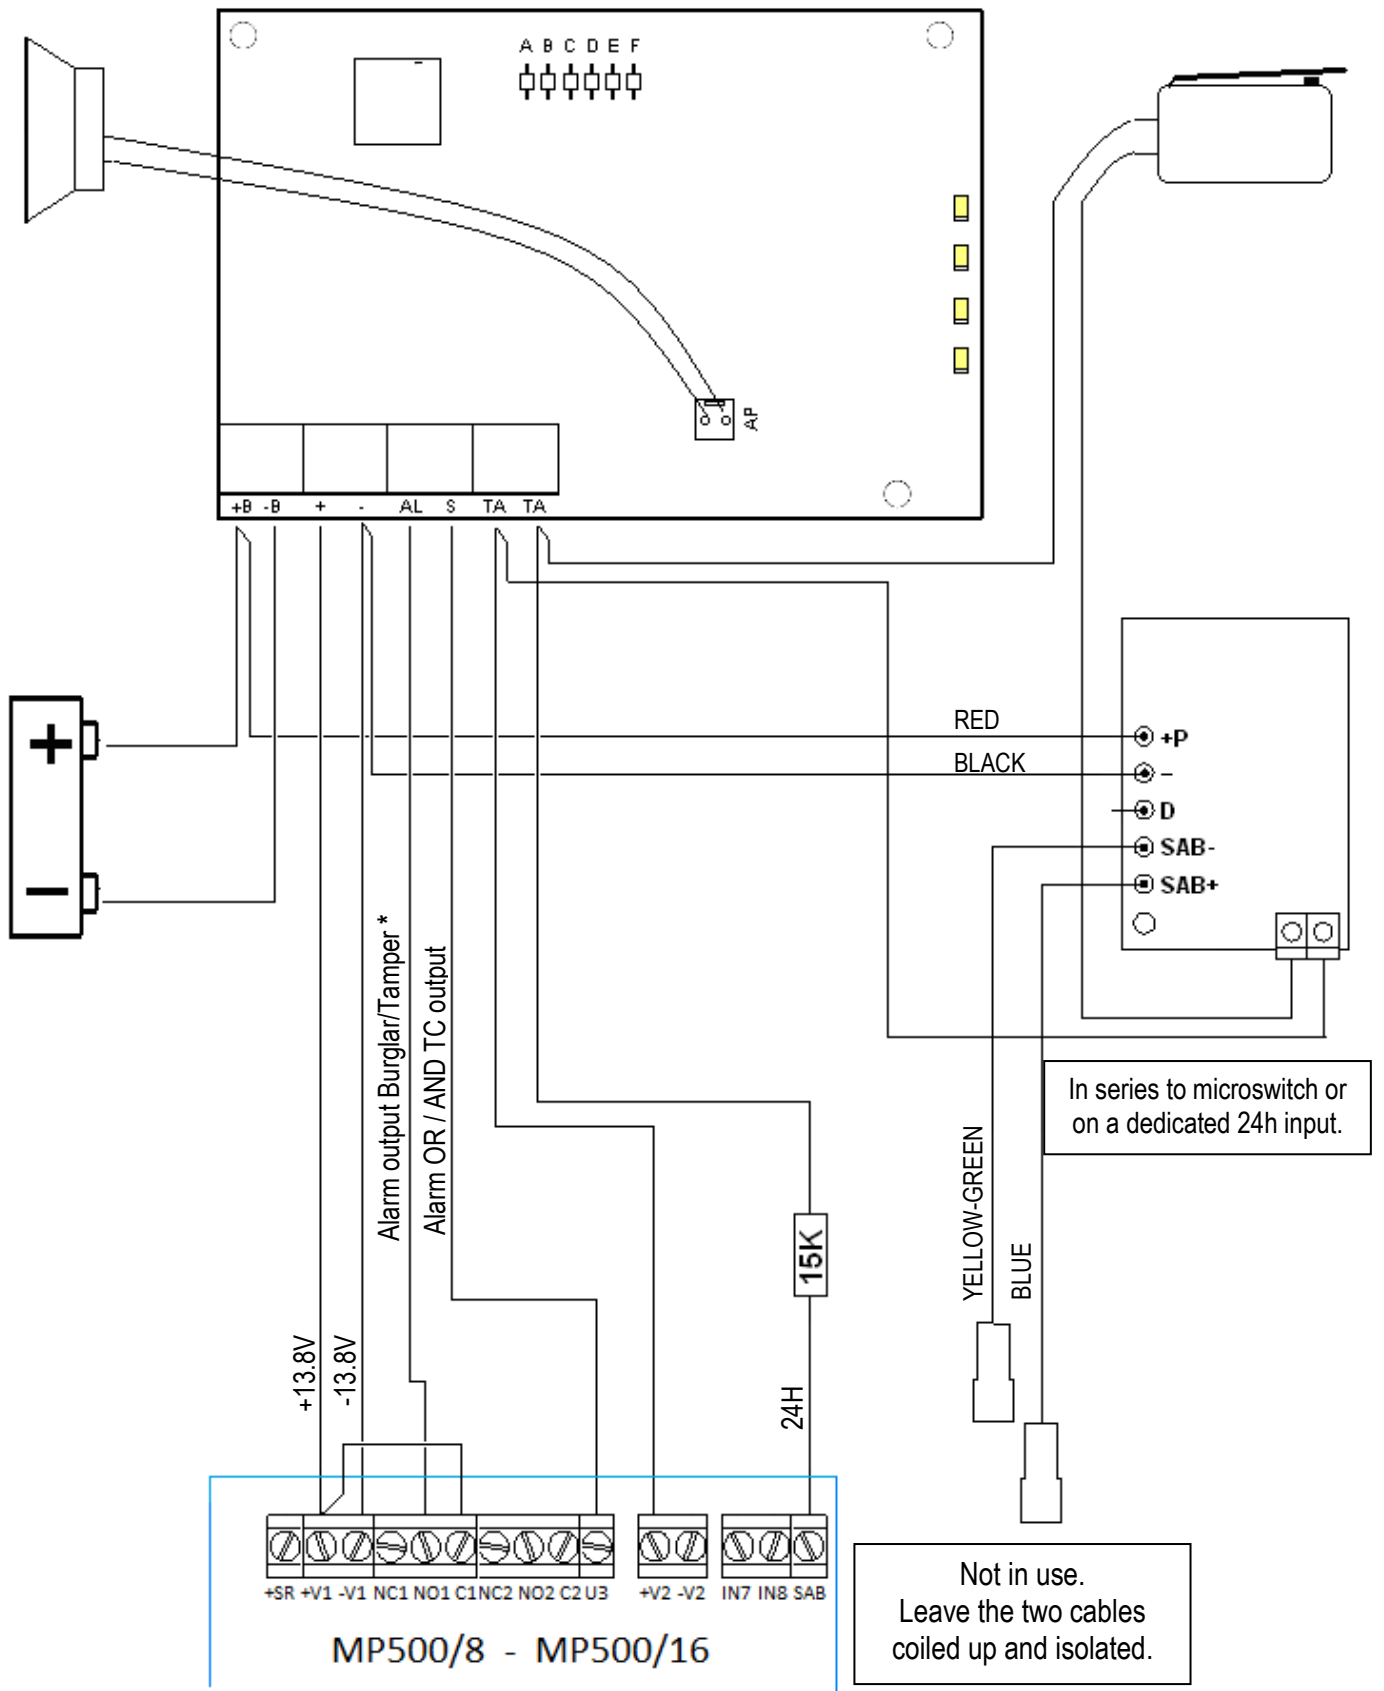 A B C D E F
AP
+B -B + - AL S TA TA
+
−
RED
BLACK
+P
–
D
SAB-
SAB+
Alarm output Burglar/Tamper *
Alarm OR / AND TC output
In series to microswitch or
on a dedicated 24h input.
YELLOW-GREEN
BLUE
15K
+13.8V
-13.8V
24H
+SR +V1 -V1 NC1 NO1 C1 NC2 NO2 C2 U3 +V2 -V2 IN7 IN8 SAB
MP500/8 - MP500/16
Not in use.
Leave the two cables
coiled up and isolated.